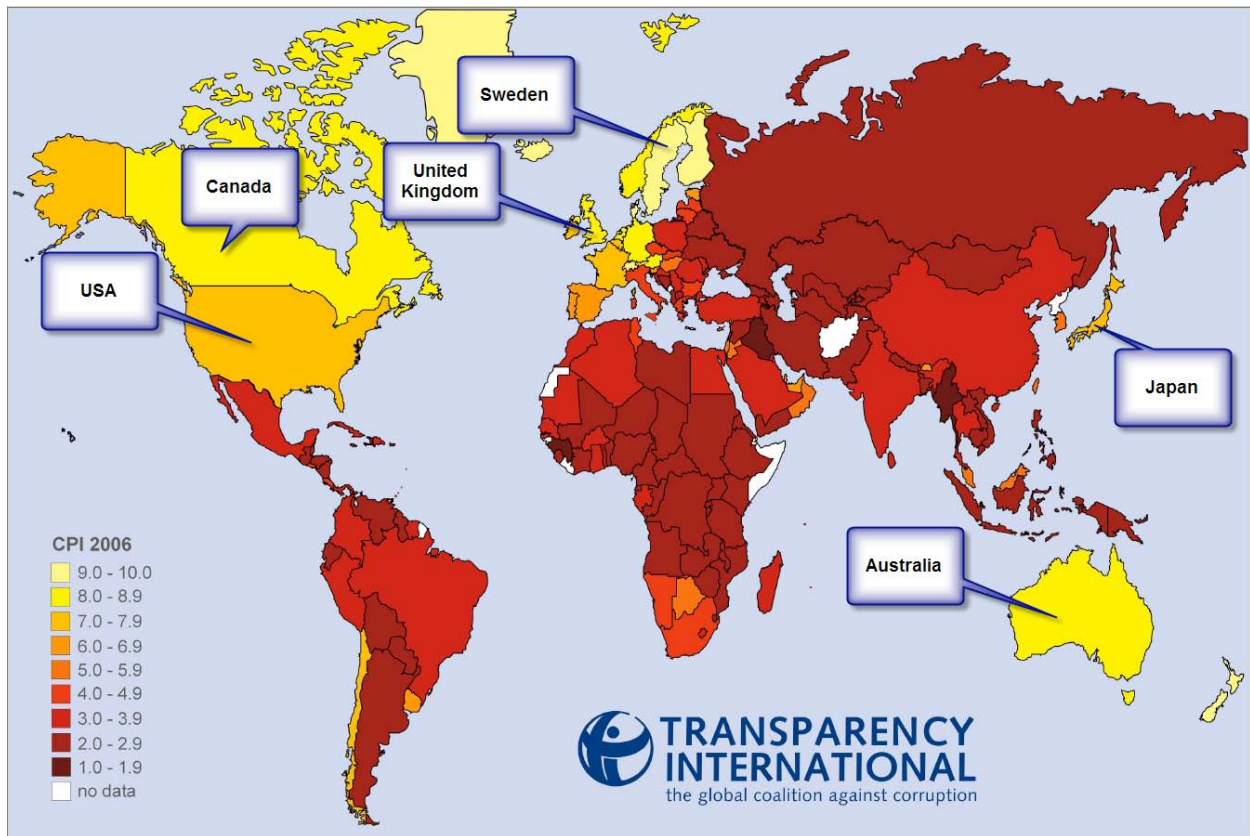 Sweden
United
Kingdom
Canada
USA
Japan
Australia
CPI 2006
9.0 - 10.0
8.0 - 8.9
7.0 - 7.9
6.0 - 6.9
5.0 - 5.9
4.0 - 4.9
3.0 - 3.9
2.0 - 2.9
1.0 - 1.9
no data
TRANSPARENCY
INTERNATIONAL
the global coalition against corruption